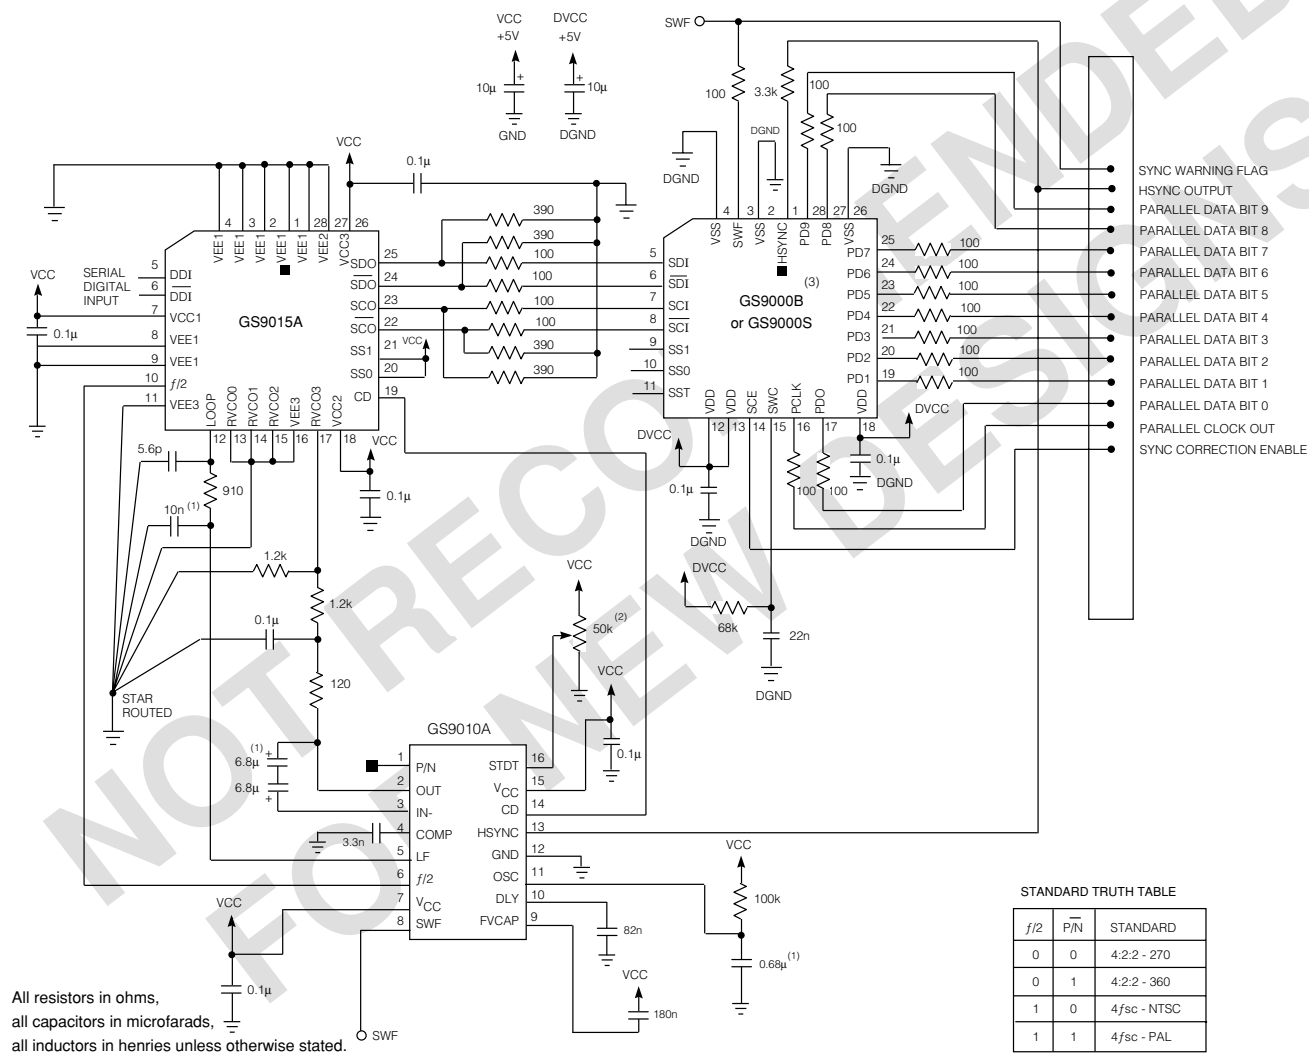 VCC
+5V
DVCC
+5V
10µ
+
10µ
+
GND
DGND
SWF
100
3.3k
100
100
DGND
DGND
DGND
SYNC WARNING FLAG
HSYNC OUTPUT
PARALLEL DATA BIT 9
PARALLEL DATA BIT 8
PARALLEL DATA BIT 7
PARALLEL DATA BIT 6
PARALLEL DATA BIT 5
PARALLEL DATA BIT 4
PARALLEL DATA BIT 3
PARALLEL DATA BIT 2
PARALLEL DATA BIT 1
PARALLEL DATA BIT 0
PARALLEL CLOCK OUT
SYNC CORRECTION ENABLE
VCC
0.1µ
4 3 2 1 28 27 26
VEE1 VEE1 VEE1 VEE1 VEE1 VEE2 VCC3
SERIAL
DIGITAL
INPUT
VCC
0.1µ
5 DDI
6 DDI
7 VCC1
8 VEE1
9 VEE1
10 ƒ/2
11 VEE3
GS9015A
SDO 25
SDO 24
SCO 23
SCO 22
SS1 21
SS0 20
CD 19
VCC
LOOP RVCO0 RVCO1 RVCO2 VEE3 RVCO3 VCC2
12 13 14 15 16 17 18
390
390
100
100
100
100
390
390
4 3 2 1 28 27 26
VSS SWF VSS HSYNC PD9 PD8 VSS
5 SDI
6 SDI
7 SCI
8 SCI
9 SS1
10 SS0
11 SST
(3)
GS9000B
or GS9000S
PD7 25 100
PD6 24 100
PD5 23 100
PD4 22 100
PD3 21 100
PD2 20 100
PD1 19 100
VDD VDD SCE SWC PCLK PDO VDD
12 13 14 15 16 17 18
DVCC
0.1µ
DGND
DVCC
0.1µ
DGND
100
100
DVCC
68k
22n
DGND
VCC
0.1µ
5.6p
910
10n (1)
1.2k
1.2k
0.1µ
120
STAR
ROUTED
VCC
50k (2)
VCC
0.1µ
(1)
6.8µ +
6.8µ +
GS9010A
1 P/N
2 OUT
3 IN-
4 COMP
5 LF
6 ƒ/2
7 VCC
8 SWF
STDT 16
VCC 15
CD 14
HSYNC 13
GND 12
OSC 11
DLY 10
FVCAP 9
3.3n
VCC
0.1µ
SWF
82n
VCC
180n
VCC
100k
0.68µ (1)
STANDARD TRUTH TABLE
ƒ/2 P/N STANDARD
0 0 4:2:2 - 270
0 1 4:2:2 - 360
1 0 4ƒsc - NTSC
1 1 4ƒsc - PAL
All resistors in ohms,
all capacitors in microfarads,
all inductors in henries unless otherwise stated.